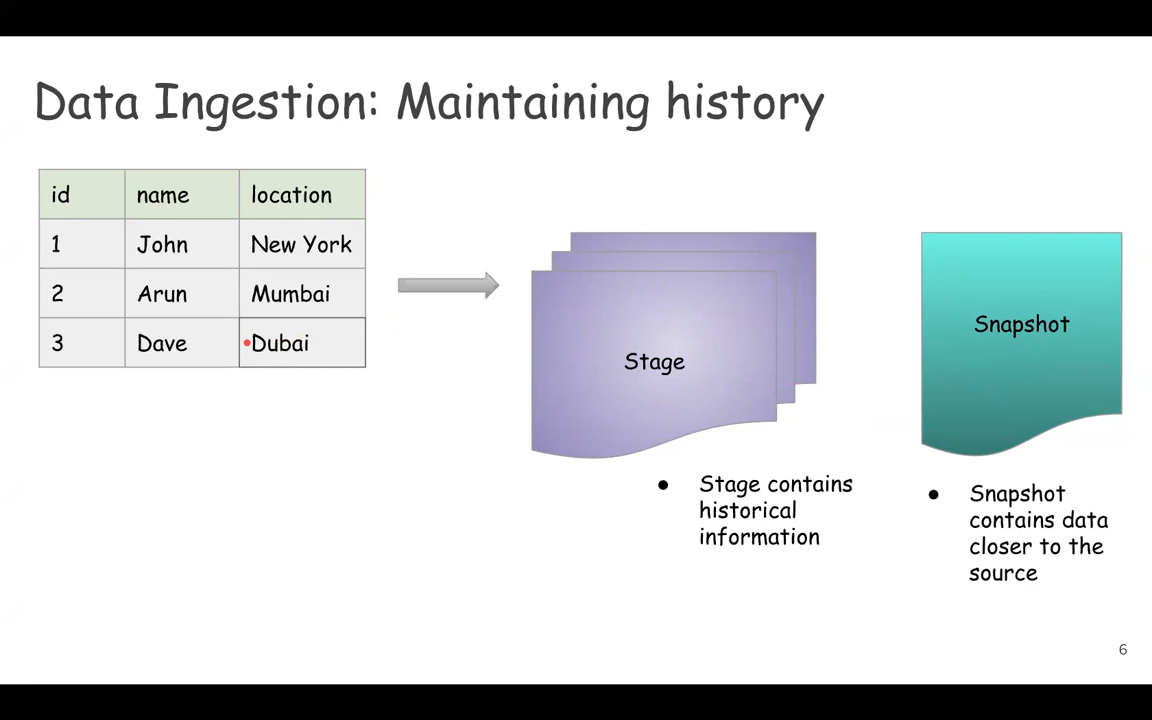 Data Ingestion: Maintaining history
id name location
1 John New York
2 Arun Mumbai
3 Dave Dubai
Stage
Snapshot
● Stage contains
historical
information
● Snapshot
contains data
closer to the
source
6